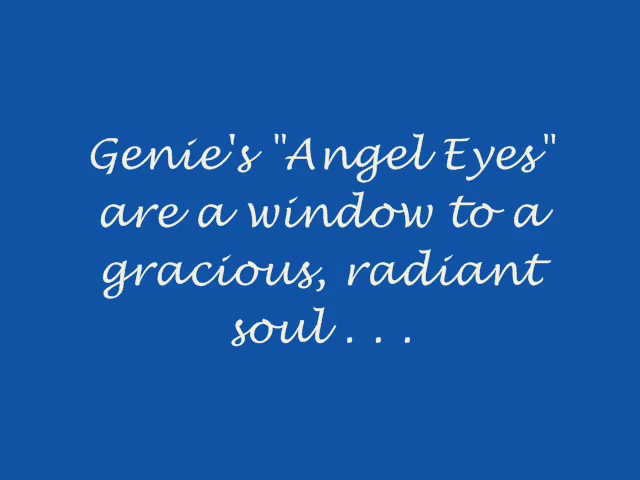 Genie's "Angel Eyes"
are a window to a
gracious, radiant
soul . . .